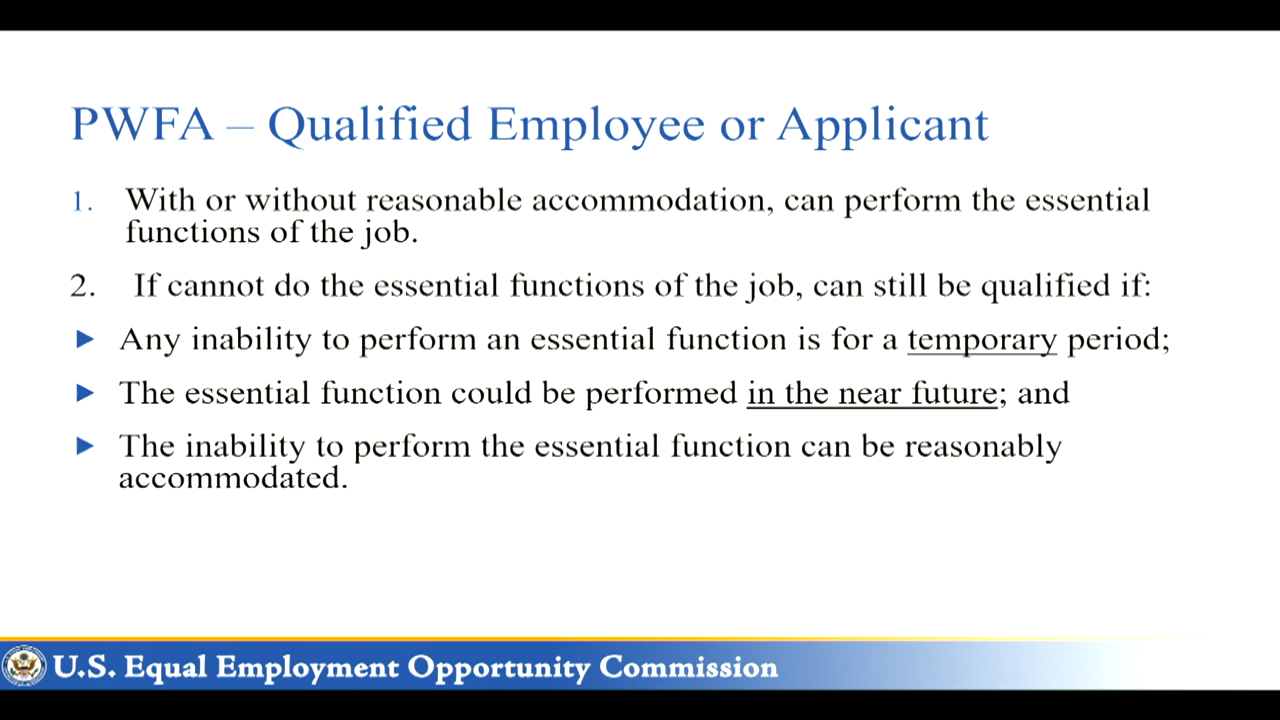 PWFA – Qualified Employee or Applicant
1. With or without reasonable accommodation, can perform the essential
functions of the job.
2. If cannot do the essential functions of the job, can still be qualified if:
► Any inability to perform an essential function is for a temporary period;
► The essential function could be performed in the near future; and
► The inability to perform the essential function can be reasonably
accommodated.
U.S. Equal Employment Opportunity Commission